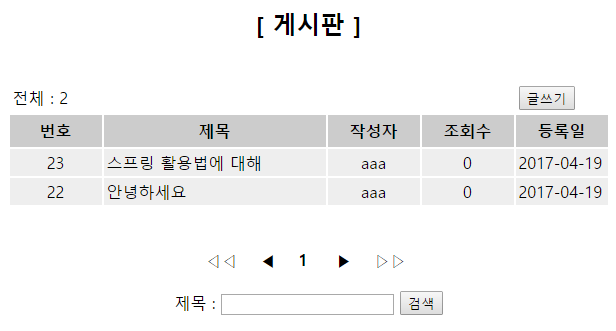 [ 게시판 ]
전체 : 2 글쓰기
번호 제목 작성자 조회수 등록일
23 스프링 활용법에 대해 aaa 0 2017-04-19
22 안녕하세요 aaa 0 2017-04-19
◁◁ ◀ 1 ▶ ▷▷
제목 : 검색